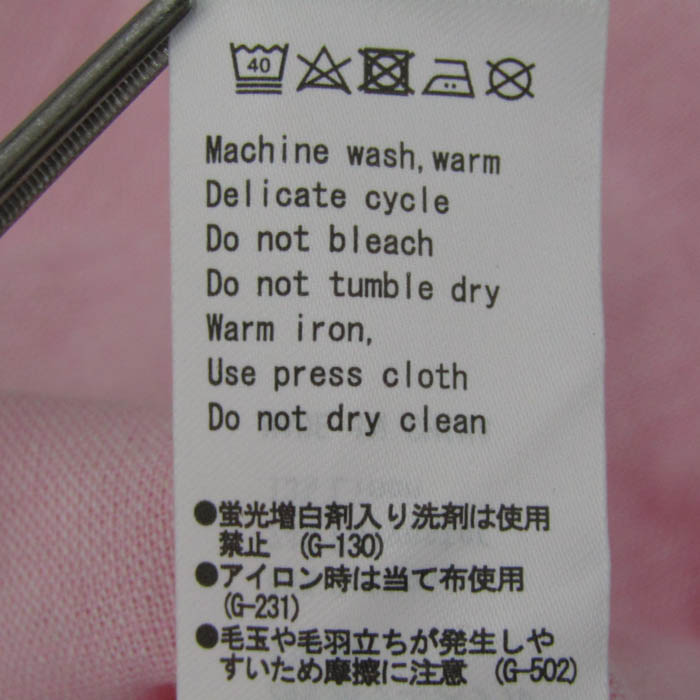 40
Machine wash, warm
Delicate cycle
Do not bleach
Do not tumble dry
Warm iron,
Use press cloth
Do not dry clean
●蛍光増白剤入り洗剤は使用
禁止 (G-130)
●アイロン時は当て布使用
(G-231)
●毛玉や毛羽立ちが発生しや
すいため摩擦に注意 (G-502)